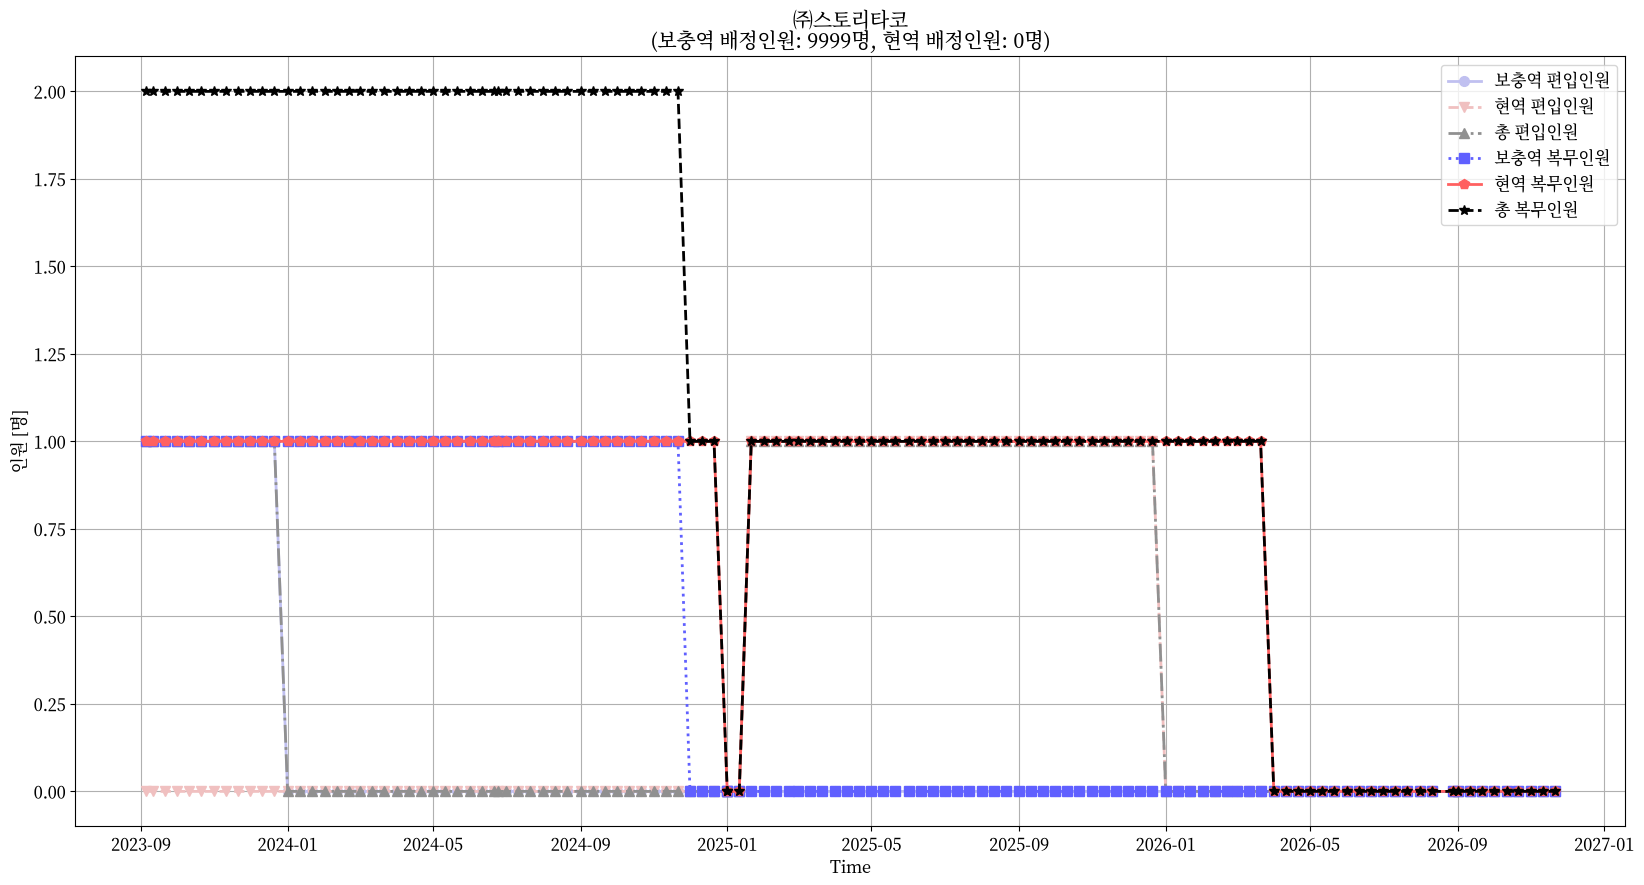 ㈜스토리타코
(보충역 배정인원: 9999명, 현역 배정인원: 0명)
보충역 편입인원
현역 편입인원
총 편입인원
보충역 복무인원
현역 복무인원
총 복무인원
인원 [명]
2.00
1.75
1.50
1.25
1.00
0.75
0.50
0.25
0.00
2023-09 2024-01 2024-05 2024-09 2025-01 2025-05 2025-09 2026-01 2026-05 2026-09 2027-01
Time